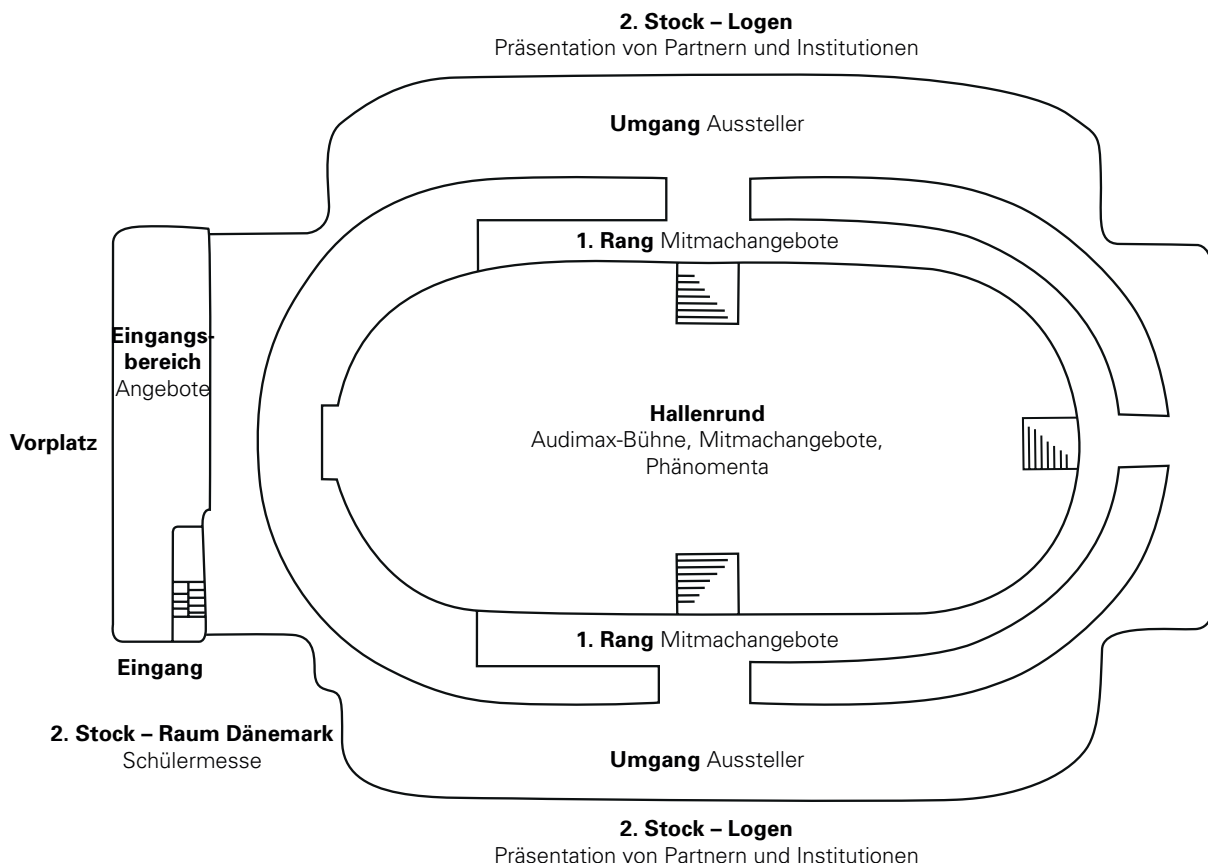 2. Stock – Logen
Präsentation von Partnern und Institutionen
Umgang Aussteller
1. Rang Mitmachangebote
Eingangs-
bereich
Angebote
Vorplatz
Hallenrund
Audimax-Bühne, Mitmachangebote,
Phänomenta
1. Rang Mitmachangebote
Eingang
2. Stock – Raum Dänemark
Schülermesse
Umgang Aussteller
2. Stock – Logen
Präsentation von Partnern und Institutionen